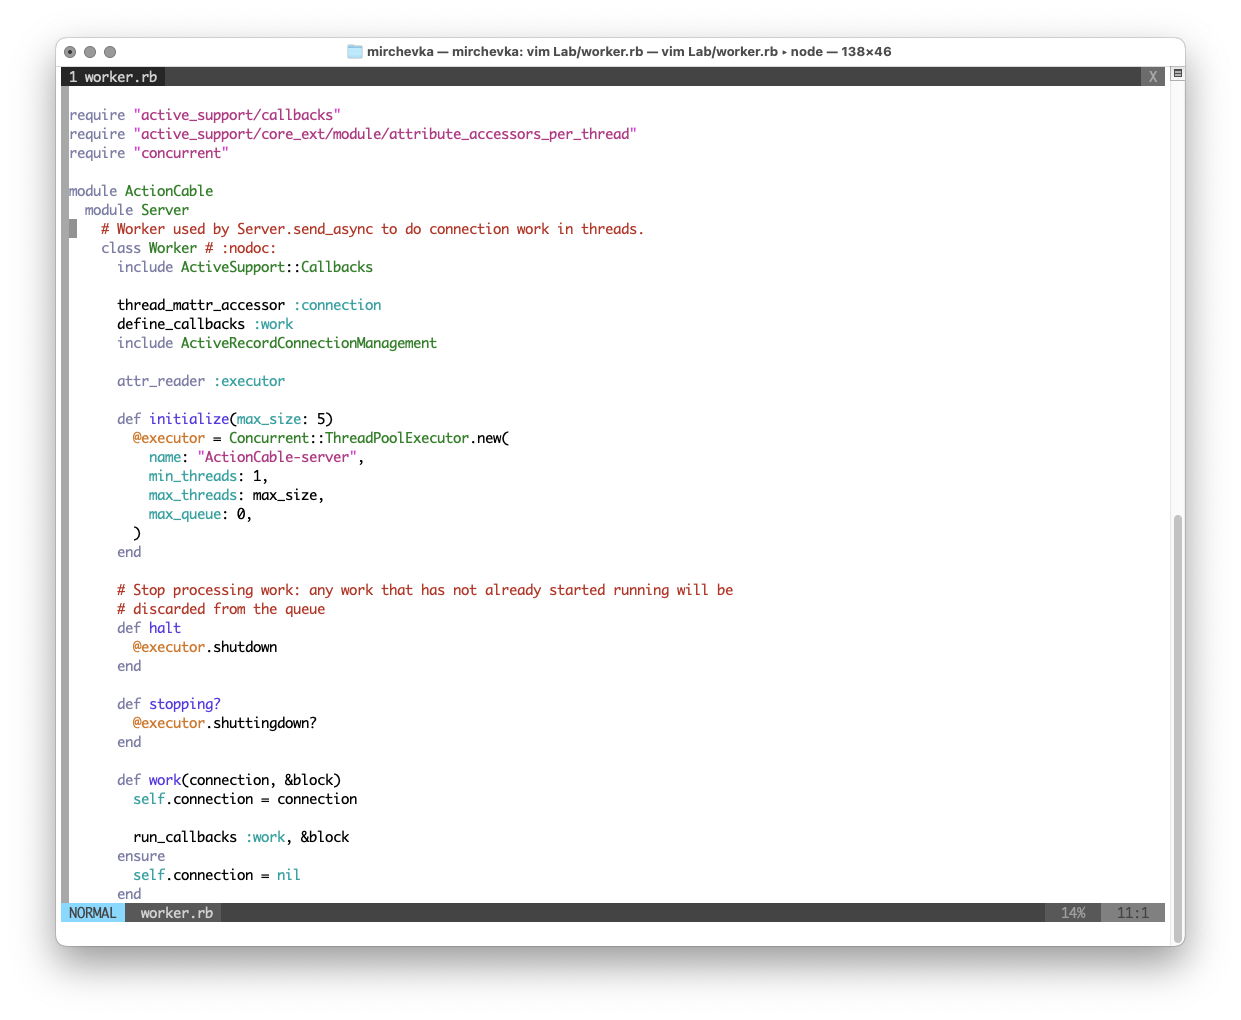 mirchevka — mirchevka: vim Lab/worker.rb — vim Lab/worker.rb ▸ node — 138×46
1 worker.rb X
require "active_support/callbacks"
require "active_support/core_ext/module/attribute_accessors_per_thread"
require "concurrent"
module ActionCable
module Server
# Worker used by Server.send_async to do connection work in threads.
class Worker # :nodoc:
include ActiveSupport::Callbacks
thread_mattr_accessor :connection
define_callbacks :work
include ActiveRecordConnectionManagement
attr_reader :executor
def initialize(max_size: 5)
@executor = Concurrent::ThreadPoolExecutor.new(
name: "ActionCable-server",
min_threads: 1,
max_threads: max_size,
max_queue: 0,
)
end
# Stop processing work: any work that has not already started running will be
# discarded from the queue
def halt
@executor.shutdown
end
def stopping?
@executor.shuttingdown?
end
def work(connection, &block)
self.connection = connection
run_callbacks :work, &block
ensure
self.connection = nil
end
NORMAL worker.rb 14% 11:1